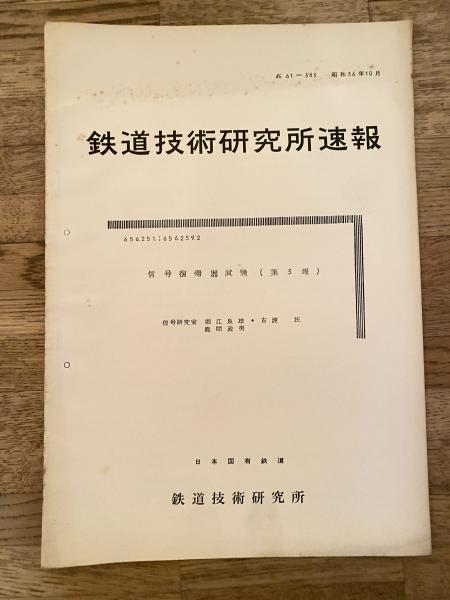 № 61-585 昭和36年10月
鉄道技術研究所速報
656.251.:656.259.2
信号復帰器試験(第3報)
信号研究室 堀江良雄・古渡
鹿間政男
日本国有鉄道
鉄道技術研究所